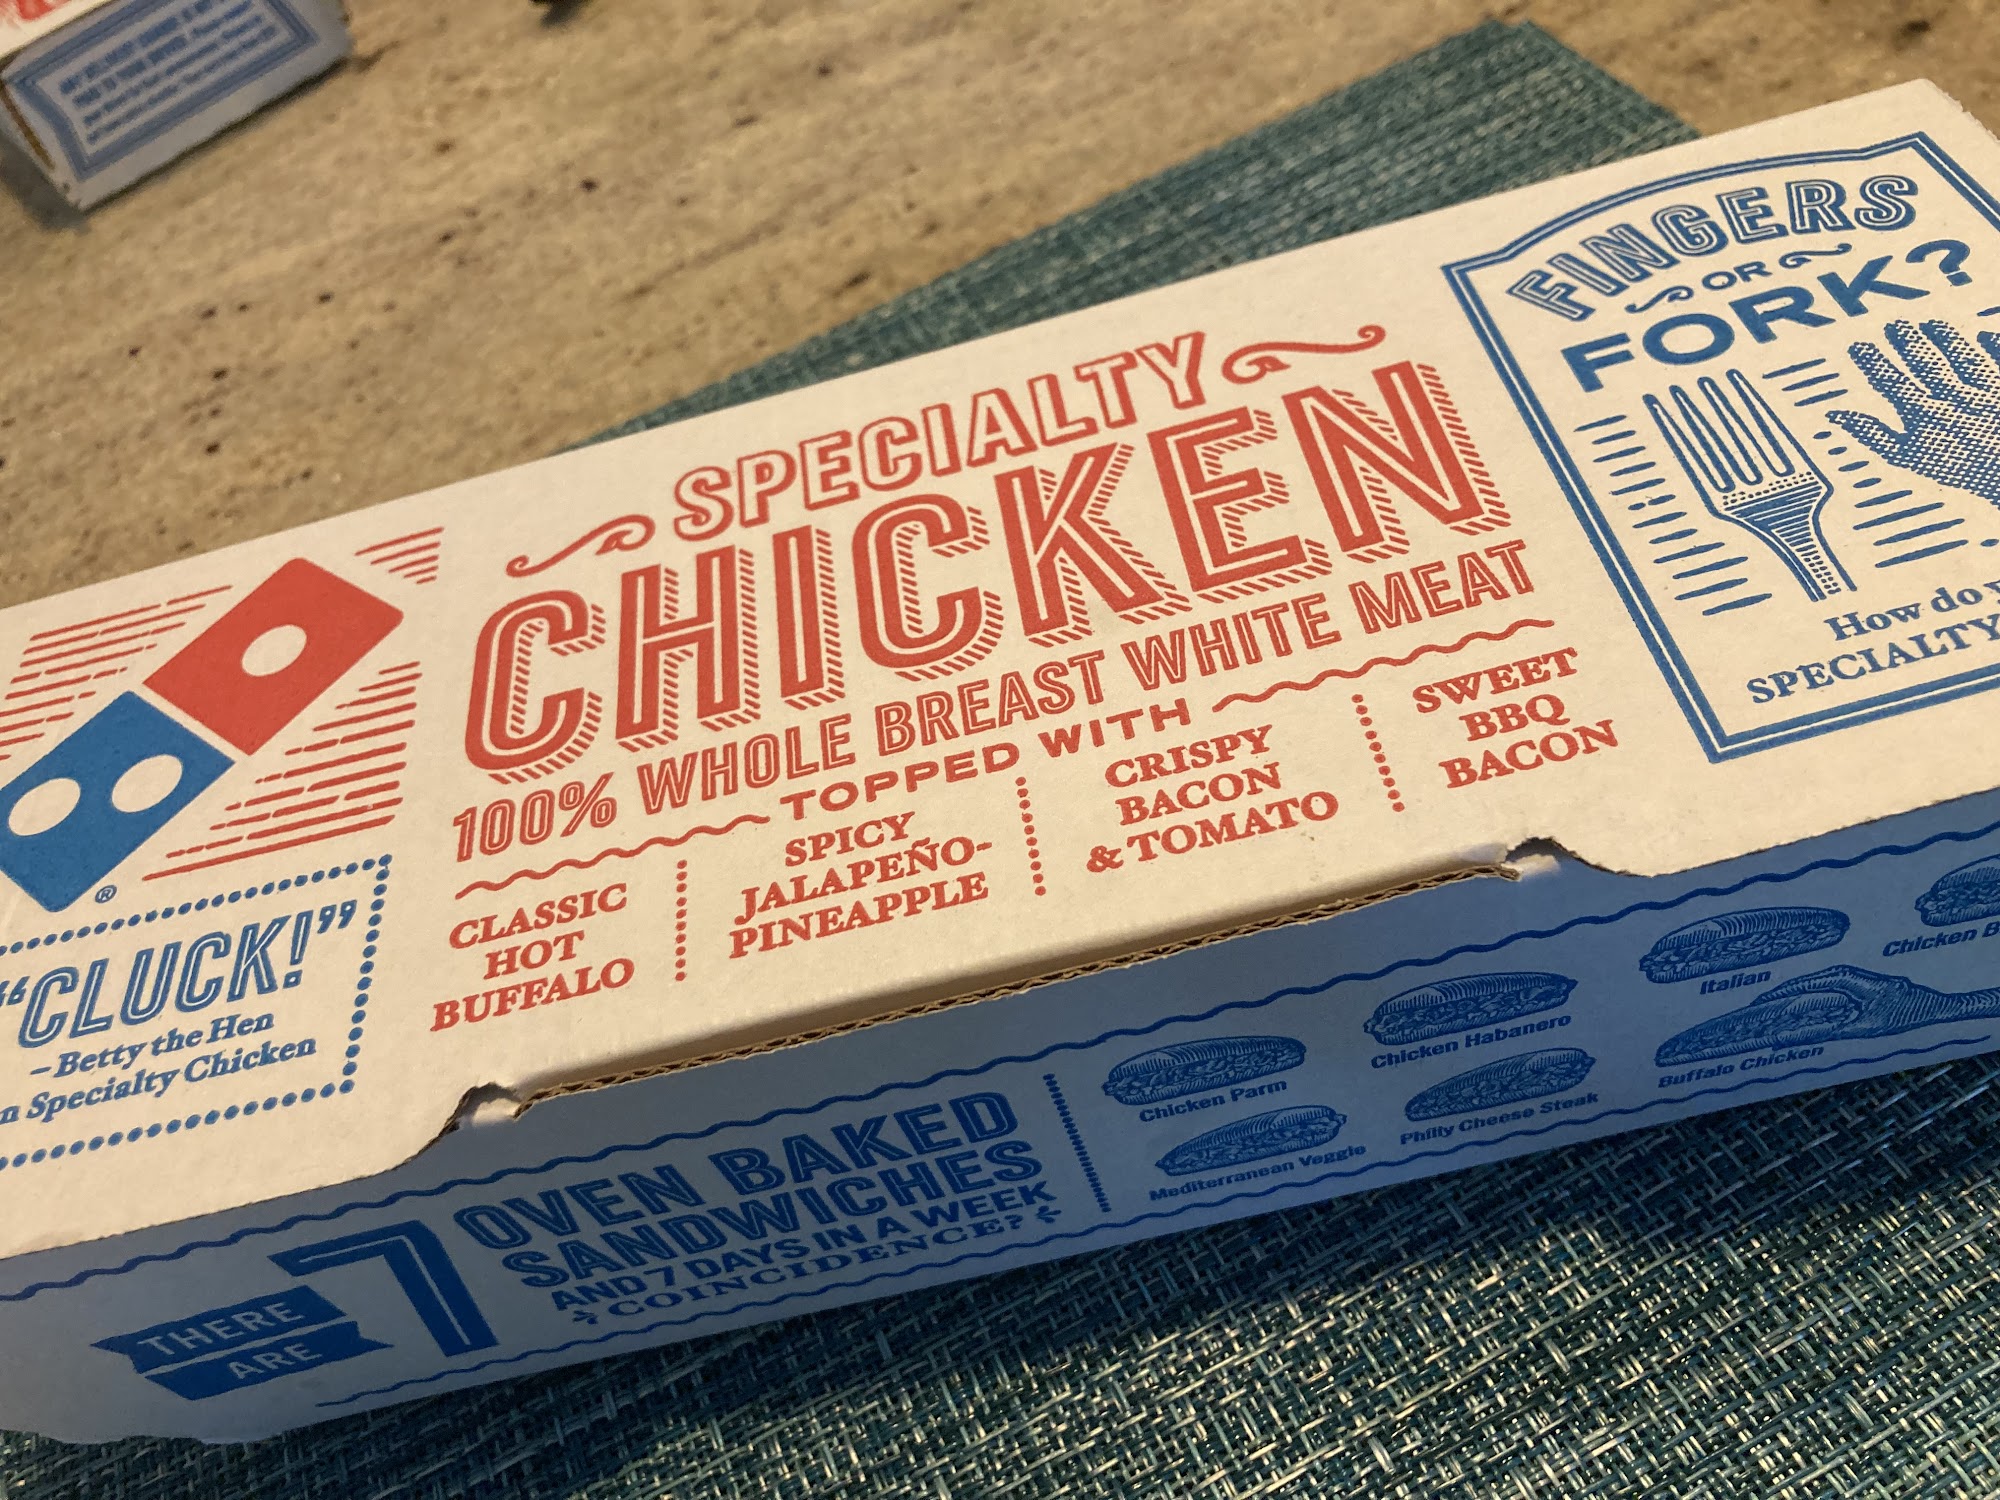 SPECIALTY
CHICKEN
100% WHOLE BREAST WHITE MEAT
TOPPED WITH
CLASSIC
HOT
BUFFALO
SPICY
JALAPEÑO-
PINEAPPLE
CRISPY
BACON
& TOMATO
SWEET
BBQ
BACON
FINGERS
OR
FORK?
How do
SPECIALTY
®
“CLUCK!”
–Betty the Hen
Specialty Chicken
THERE
ARE
7
OVEN BAKED
SANDWICHES
AND 7 DAYS IN A WEEK
COINCIDENCE?
Chicken Parm
Mediterranean Veggie
Chicken Habanero
Philly Cheese Steak
Italian
Buffalo Chicken
Chicken B